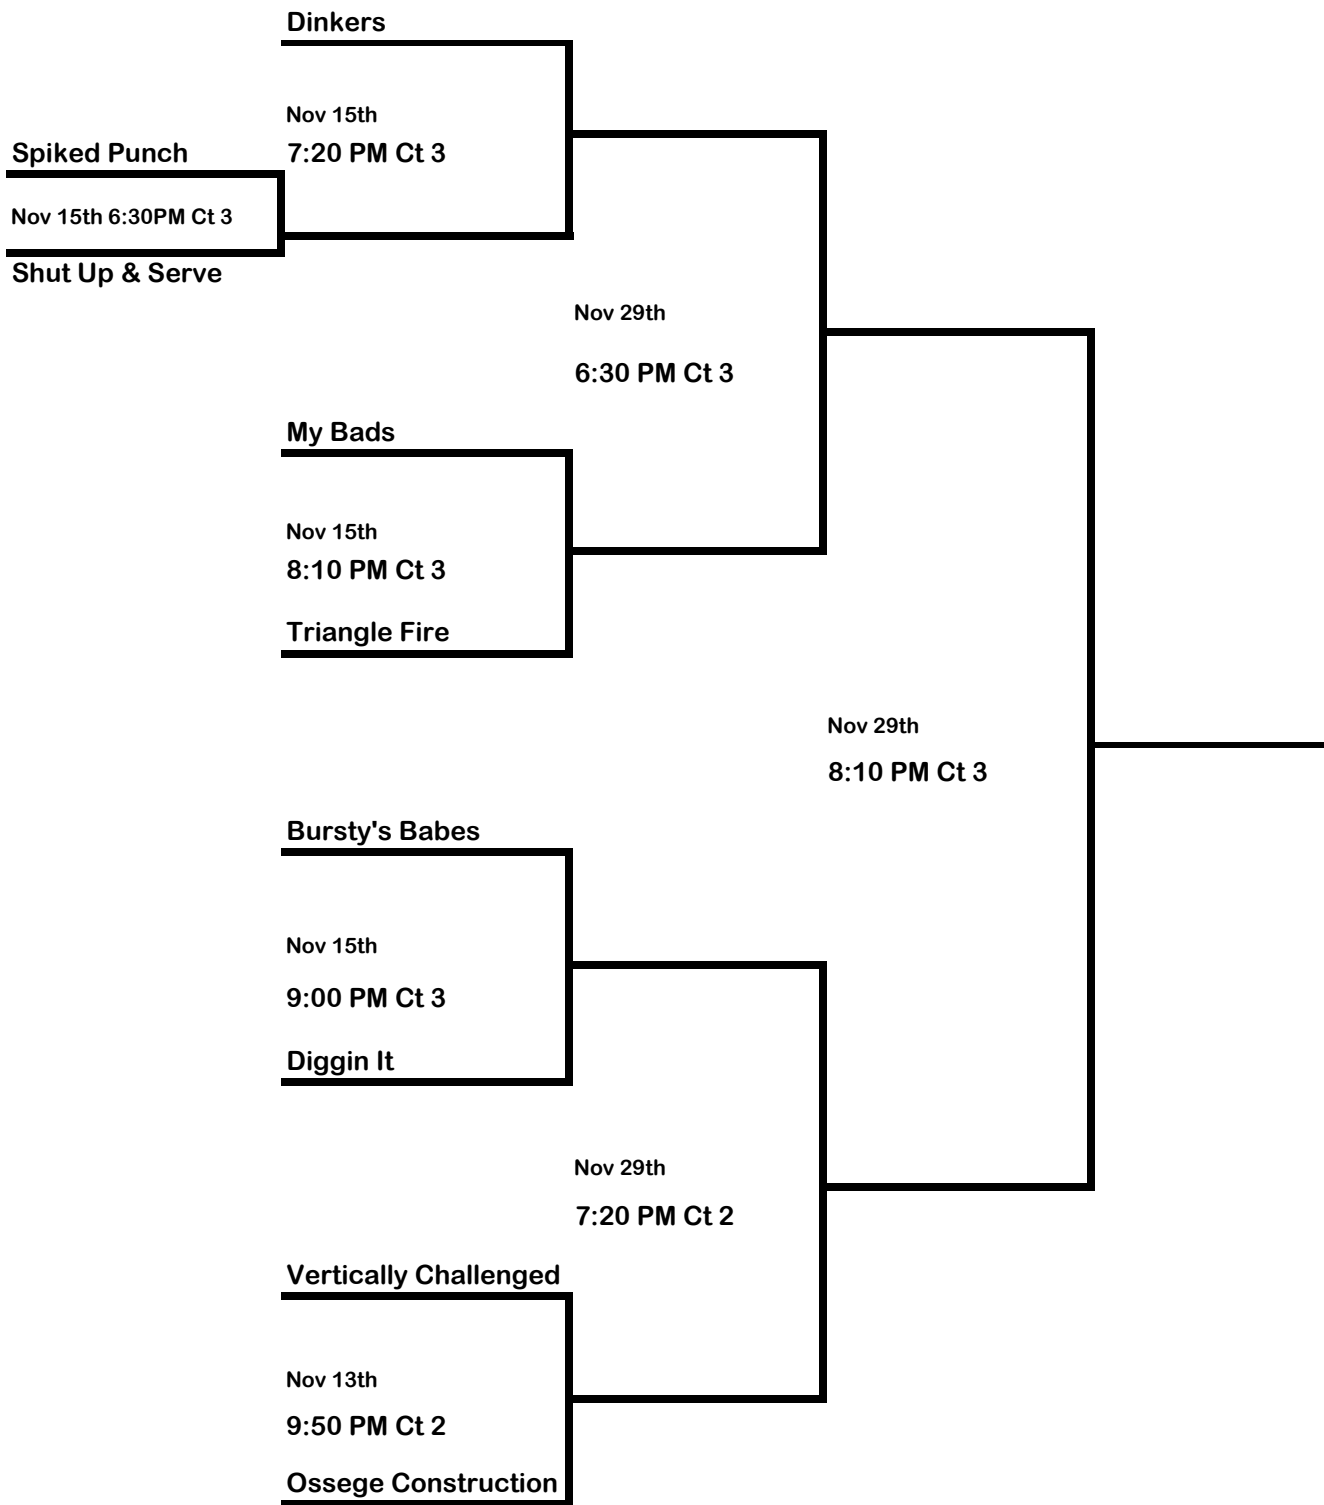 Dinkers
Nov 15th
7:20 PM Ct 3
Spiked Punch
Nov 15th 6:30PM Ct 3
Shut Up & Serve
Nov 29th
6:30 PM Ct 3
My Bads
Nov 15th
8:10 PM Ct 3
Triangle Fire
Nov 29th
8:10 PM Ct 3
Bursty's Babes
Nov 15th
9:00 PM Ct 3
Diggin It
Nov 29th
7:20 PM Ct 2
Vertically Challenged
Nov 13th
9:50 PM Ct 2
Ossege Construction